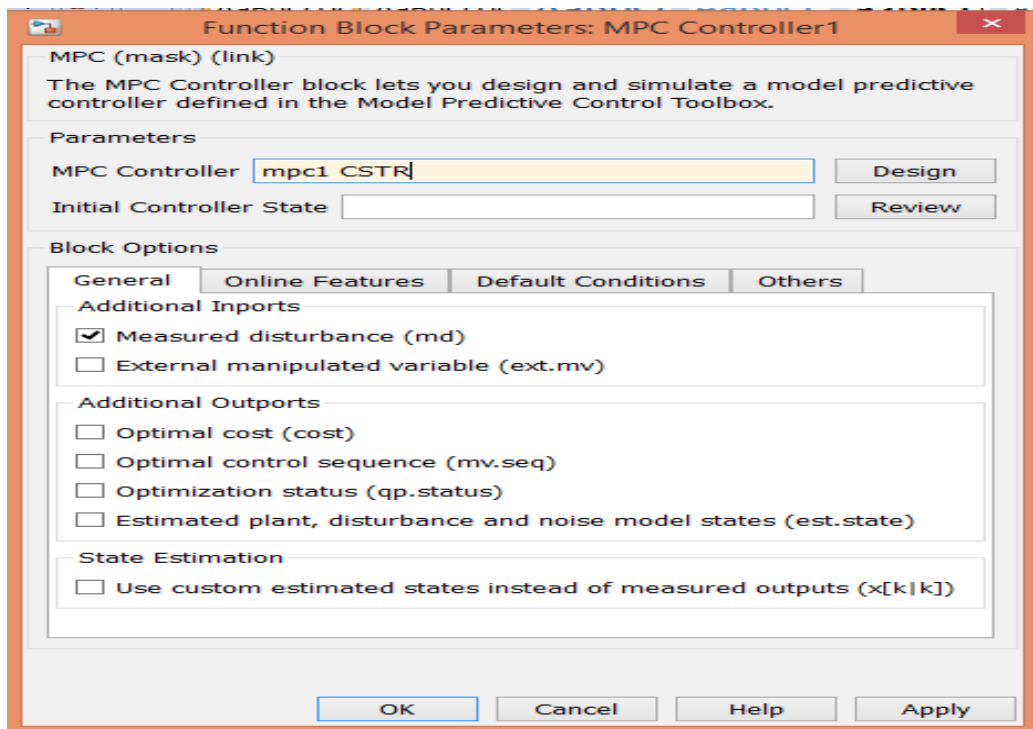 Function Block Parameters: MPC Controller1
MPC (mask) (link)
The MPC Controller block lets you design and simulate a model predictive
controller defined in the Model Predictive Control Toolbox.
Parameters
MPC Controller mpc1 CSTR Design
Initial Controller State Review
Block Options
General Online Features Default Conditions Others
Additional Inports
Measured disturbance (md)
External manipulated variable (ext.mv)
Additional Outports
Optimal cost (cost)
Optimal control sequence (mv.seq)
Optimization status (qp.status)
Estimated plant, disturbance and noise model states (est.state)
State Estimation
Use custom estimated states instead of measured outputs (x[k|k])
OK Cancel Help Apply